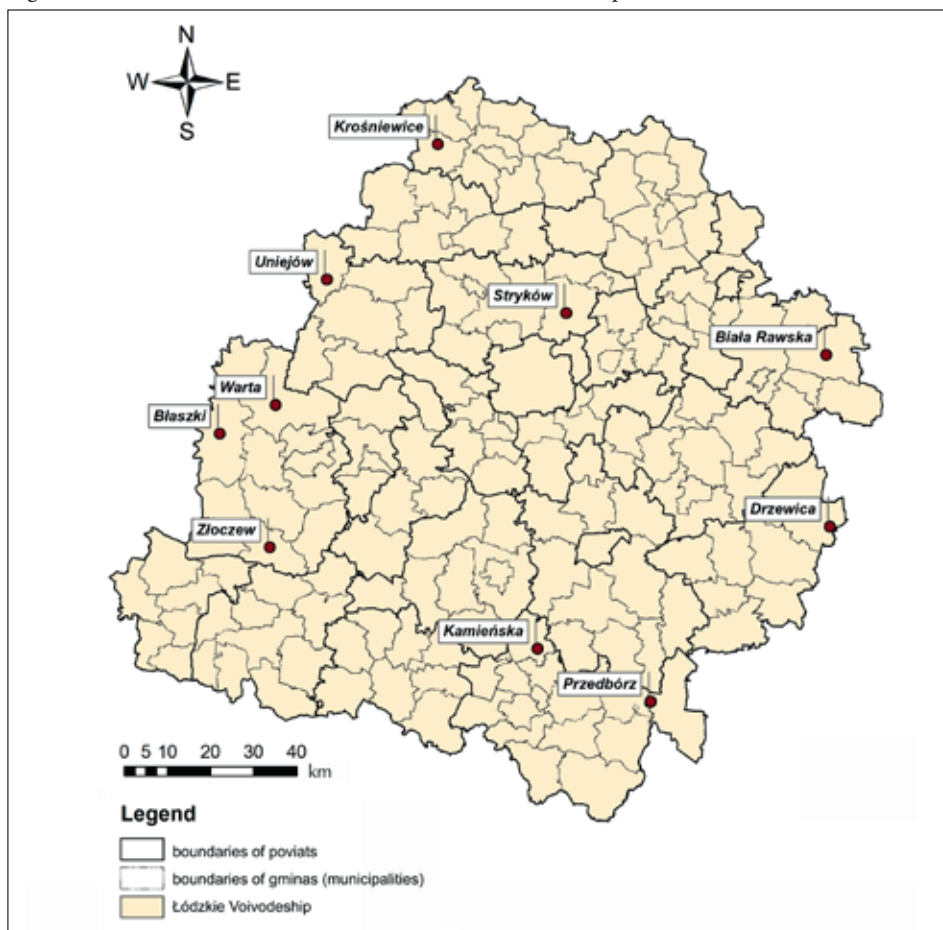 N
W E
S
Krośniewice
Uniejów
Stryków
Biała Rawska
Warta
Błaszki
Drzewica
Złoczew
Kamieńska
Przedbórz
0 5 10 20 30 40
km
Legend
boundaries of poviats
boundaries of gminas (municipalities)
Łódzkie Voivodeship